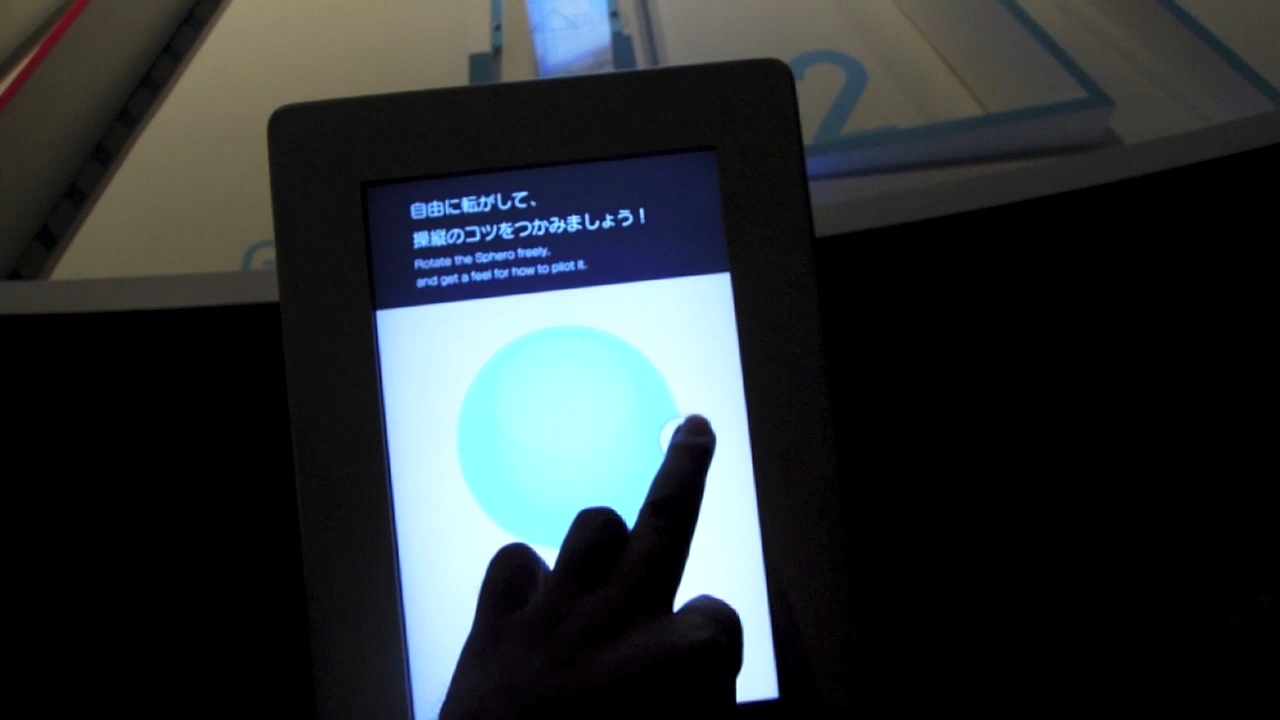 2
自由に転がして、
操縦のコツをつかみましょう！
Rotate the Sphero freely,
and get a feel for how to pilot it.
G